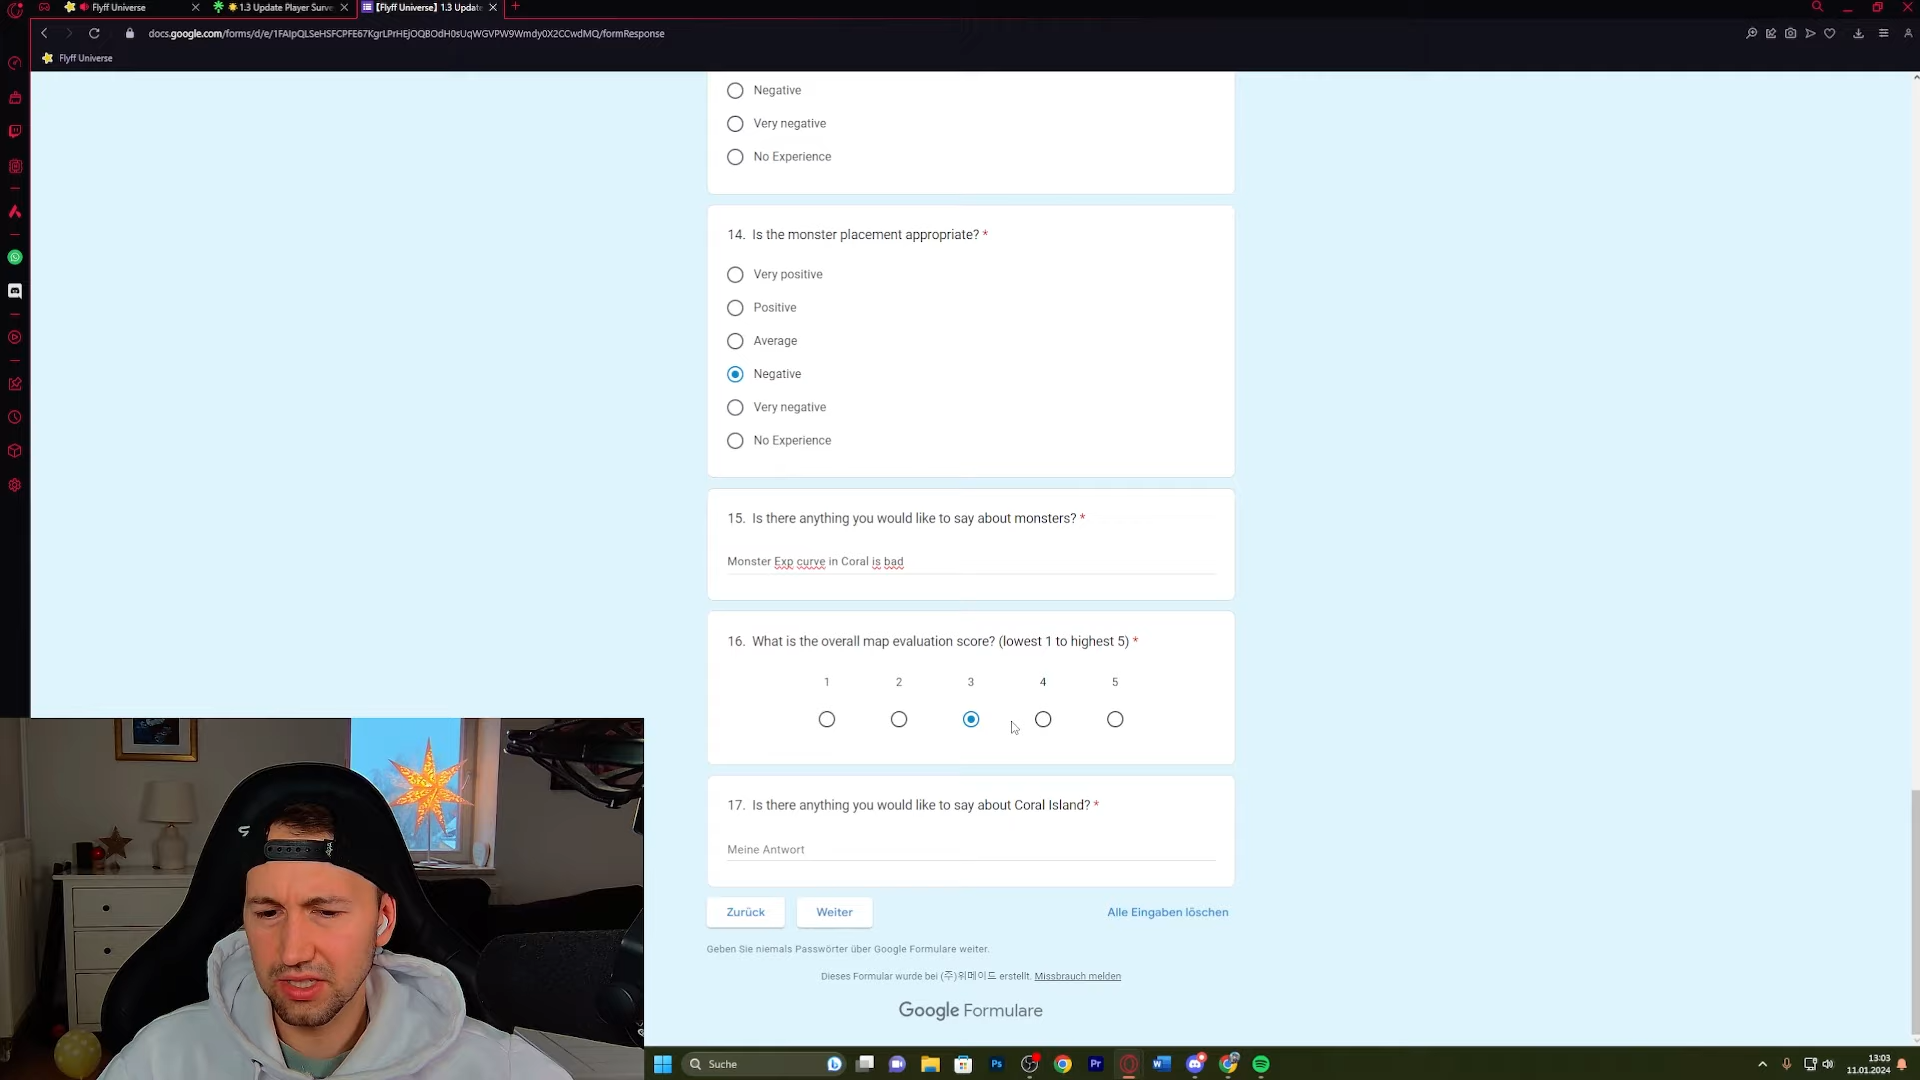 Flyff Universe
1.3 Update Player Surve
[Flyff Universe] 1.3 Update
docs.google.com/forms/d/e/1FAIpQLSeHSFCPFE67KgrLPrHEjOQBOdH0sUqWGVPW9Wmdy0X2CCwdMQ/formResponse
Flyff Universe
Negative
Very negative
No Experience
14. Is the monster placement appropriate? *
Very positive
Positive
Average
Negative
Very negative
No Experience
15. Is there anything you would like to say about monsters? *
Monster Exp curve in Coral is bad
16. What is the overall map evaluation score? (lowest 1 to highest 5) *
1 2 3 4 5
17. Is there anything you would like to say about Coral Island? *
Meine Antwort
Zurück
Weiter
Alle Eingaben löschen
Geben Sie niemals Passwörter über Google Formulare weiter.
Dieses Formular wurde bei (주)위메이드 erstellt. Missbrauch melden
Google Formulare
Suche
Ps
Pr
W
13:03
11.01.2024